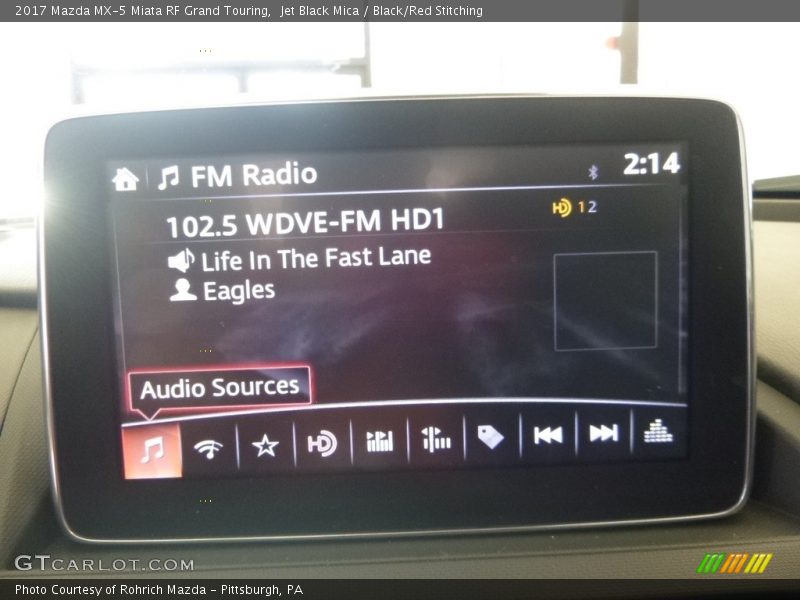 2017 Mazda MX-5 Miata RF Grand Touring, Jet Black Mica / Black/Red Stitching
FM Radio
2:14
102.5 WDVE-FM HD1
HD 1 2
Life In The Fast Lane
Eagles
Audio Sources
HD
GTCARLOT.COM
Photo Courtesy of Rohrich Mazda - Pittsburgh, PA